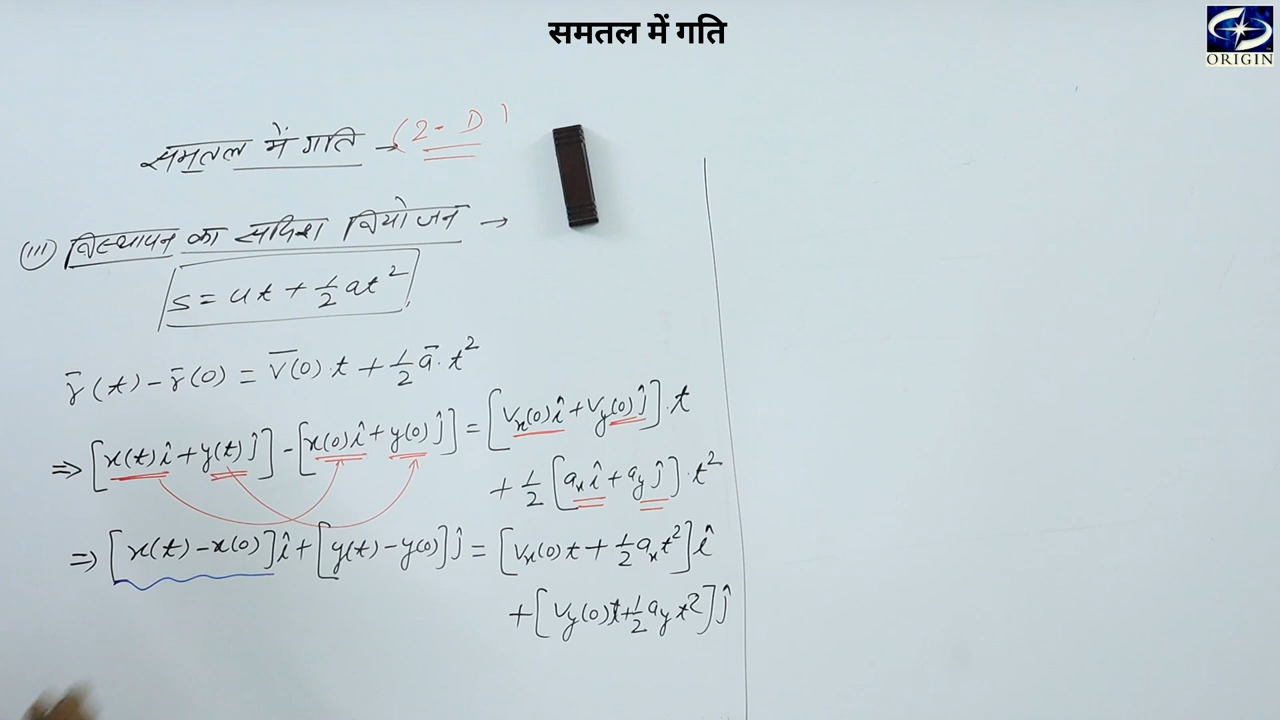 समतल में गति
ORIGIN
समतल में गति → (2-D)
(III) विस्थापन का सदिश वियोजन →
s = ut + 1/2 at²
r̄(t) - r̄(0) = v̄(0).t + 1/2 ā.t²
⇒ [x(t)î + y(t)ĵ] - [x(0)î + y(0)ĵ] = [Vx(0)î + Vy(0)ĵ].t
+ 1/2 [axî + ayĵ].t²
⇒ [x(t) - x(0)]î + [y(t) - y(0)]ĵ = [Vx(0)t + 1/2 axt²]î
+ [Vy(0)t + 1/2 ayt²]ĵ